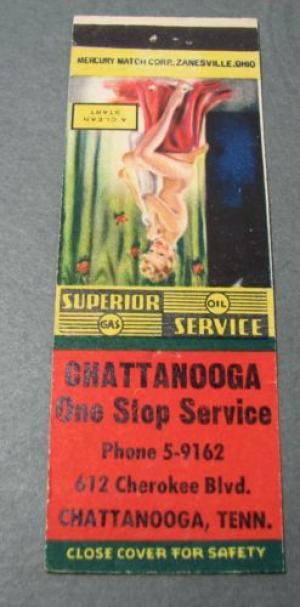 MERCURY MATCH CORP., ZANESVILLE, OHIO
A CLEAN
START
SUPERIOR OIL
GAS SERVICE
CHATTANOOGA
One Stop Service
Phone 5-9162
612 Cherokee Blvd.
CHATTANOOGA, TENN.
CLOSE COVER FOR SAFETY